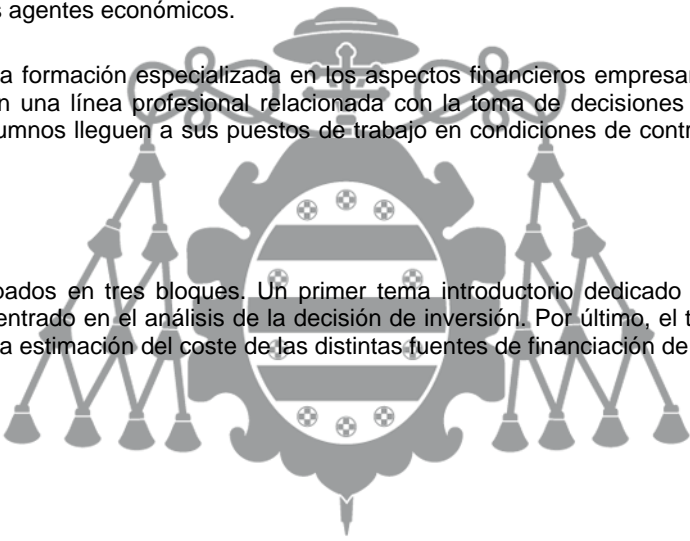 s agentes económicos.
a formación especializada en los aspectos financieros empresar
n una línea profesional relacionada con la toma de decisiones
umnos lleguen a sus puestos de trabajo en condiciones de contr
pados en tres bloques. Un primer tema introductorio dedicado
entrado en el análisis de la decisión de inversión. Por último, el t
a estimación del coste de las distintas fuentes de financiación de